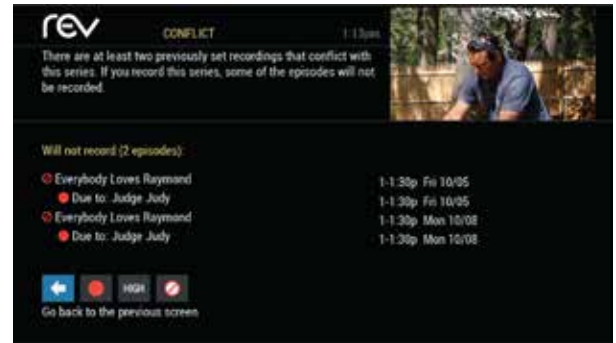 rev
CONFLICT 1:13pm
There are at least two previously set recordings that conflict with
this series. If you record this series, some of the episodes will not
be recorded.
Will not record (2 episodes):
Everybody Loves Raymond 1-1:30p Fri 10/05
Due to: Judge Judy 1-1:30p Fri 10/05
Everybody Loves Raymond 1-1:30p Mon 10/08
Due to: Judge Judy 1-1:30p Mon 10/08
HIGH
Go back to the previous screen